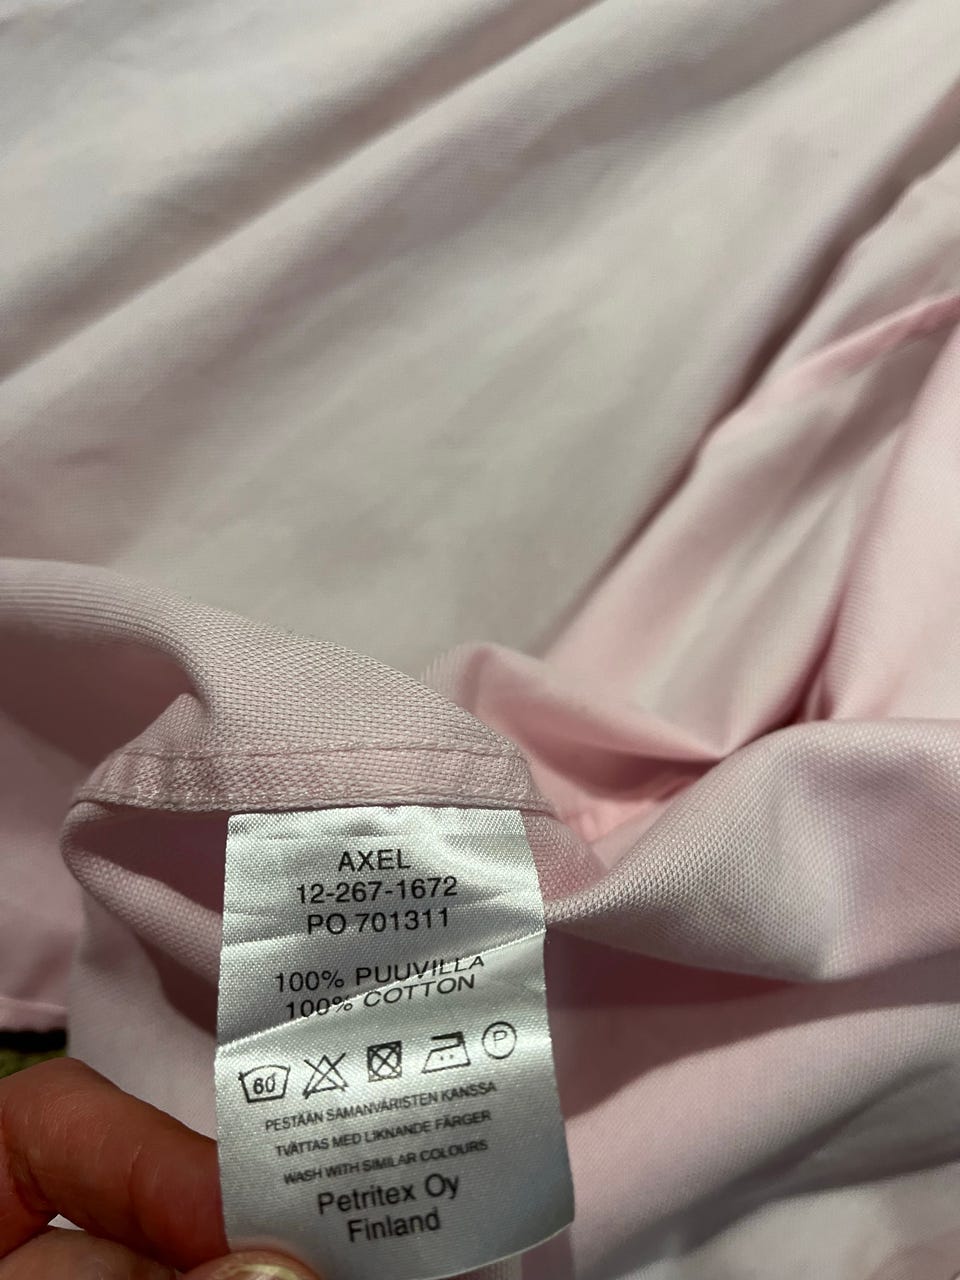 AXEL
12-267-1672
PO 701311
100% PUUVILLA
100% COTTON
60 P
PESTÄÄN SAMANVÄRISTEN KANSSA
TVÄTTAS MED LIKNANDE FÄRGER
WASH WITH SIMILAR COLOURS
Petritex Oy
Finland